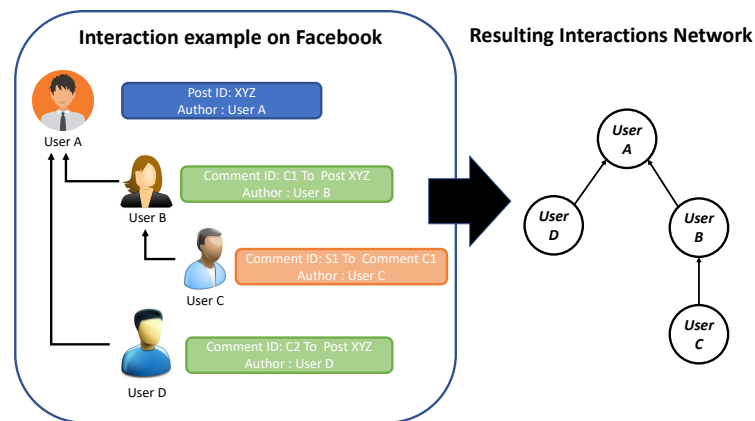 Interaction example on Facebook
Post ID: XYZ
Author : User A
User A
Comment ID: C1 To Post XYZ
Author : User B
User B
Comment ID: S1 To Comment C1
Author : User C
User C
Comment ID: C2 To Post XYZ
Author : User D
User D
Resulting Interactions Network
User
A
User
D
User
B
User
C